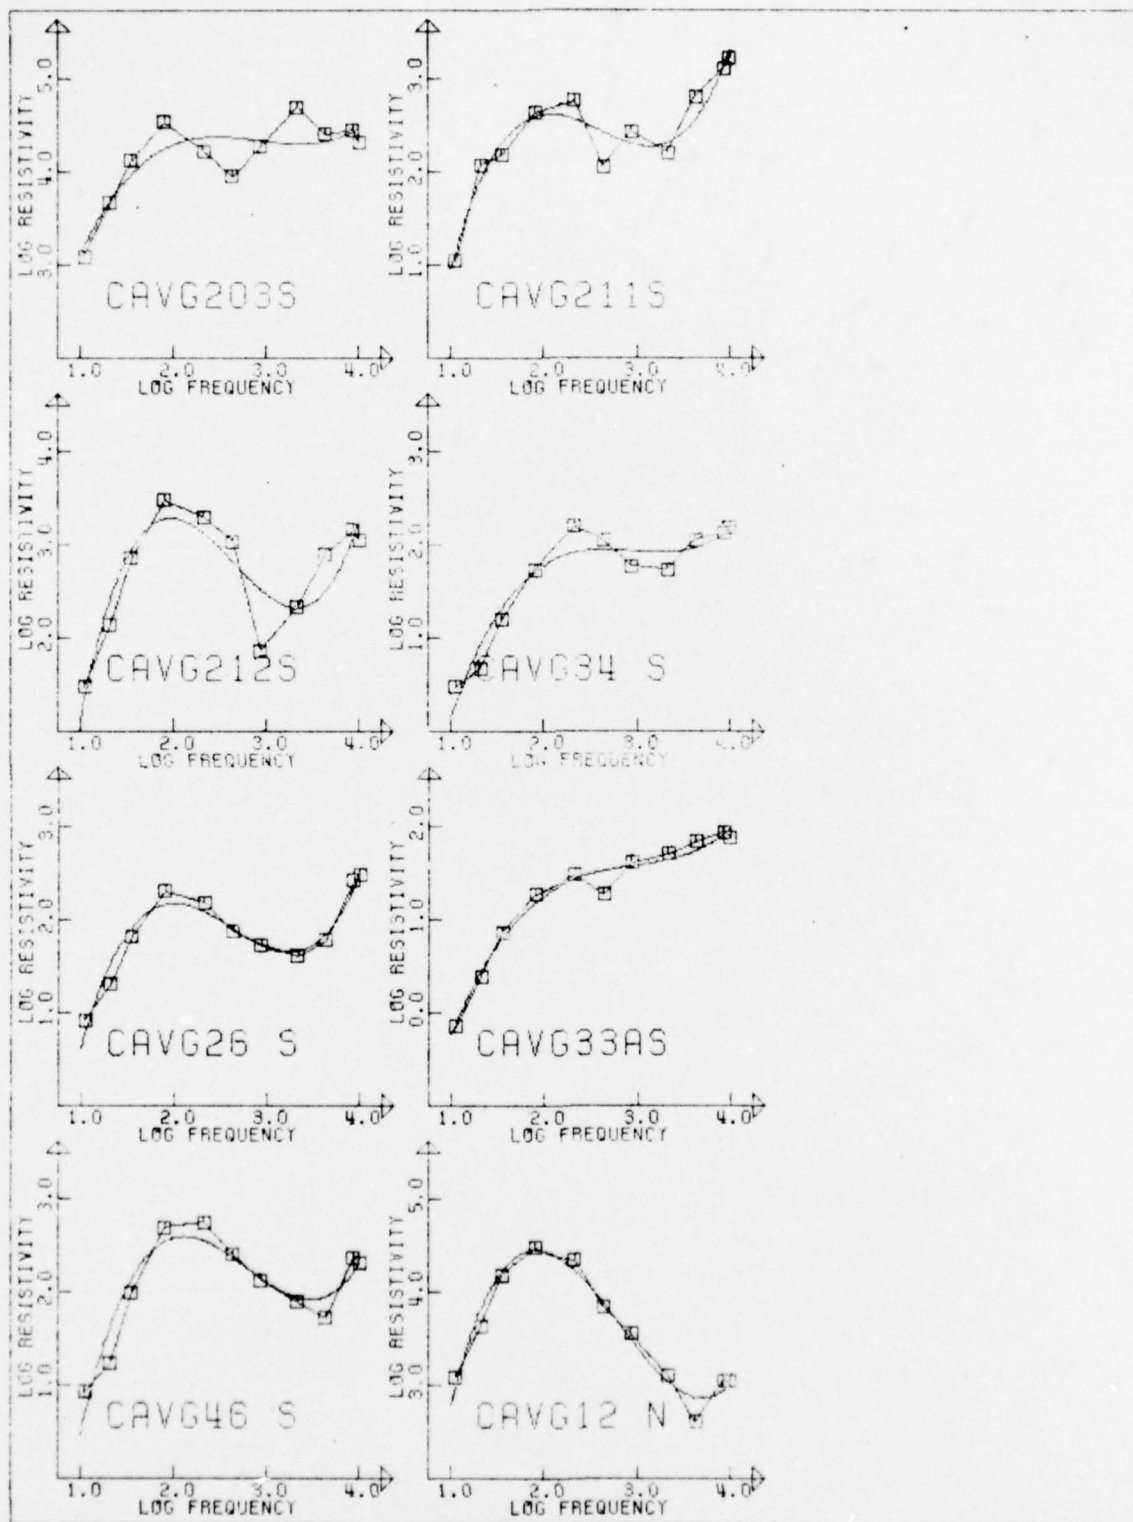 LOG RESISTIVITY
3.0 4.0 5.0
CAVG203S
1.0 2.0 3.0 4.0
LOG FREQUENCY
LOG RESISTIVITY
1.0 2.0 3.0
CAVG211S
1.0 2.0 3.0 4.0
LOG FREQUENCY
LOG RESISTIVITY
2.0 3.0 4.0
CAVG212S
1.0 2.0 3.0 4.0
LOG FREQUENCY
LOG RESISTIVITY
1.0 2.0 3.0
CAVG34 S
1.0 2.0 3.0 4.0
LOG FREQUENCY
LOG RESISTIVITY
1.0 2.0 3.0
CAVG26 S
1.0 2.0 3.0 4.0
LOG FREQUENCY
LOG RESISTIVITY
0.0 1.0 2.0
CAVG33AS
1.0 2.0 3.0 4.0
LOG FREQUENCY
LOG RESISTIVITY
1.0 2.0 3.0
CAVG46 S
1.0 2.0 3.0 4.0
LOG FREQUENCY
LOG RESISTIVITY
3.0 4.0 5.0
CAVG12 N
1.0 2.0 3.0 4.0
LOG FREQUENCY